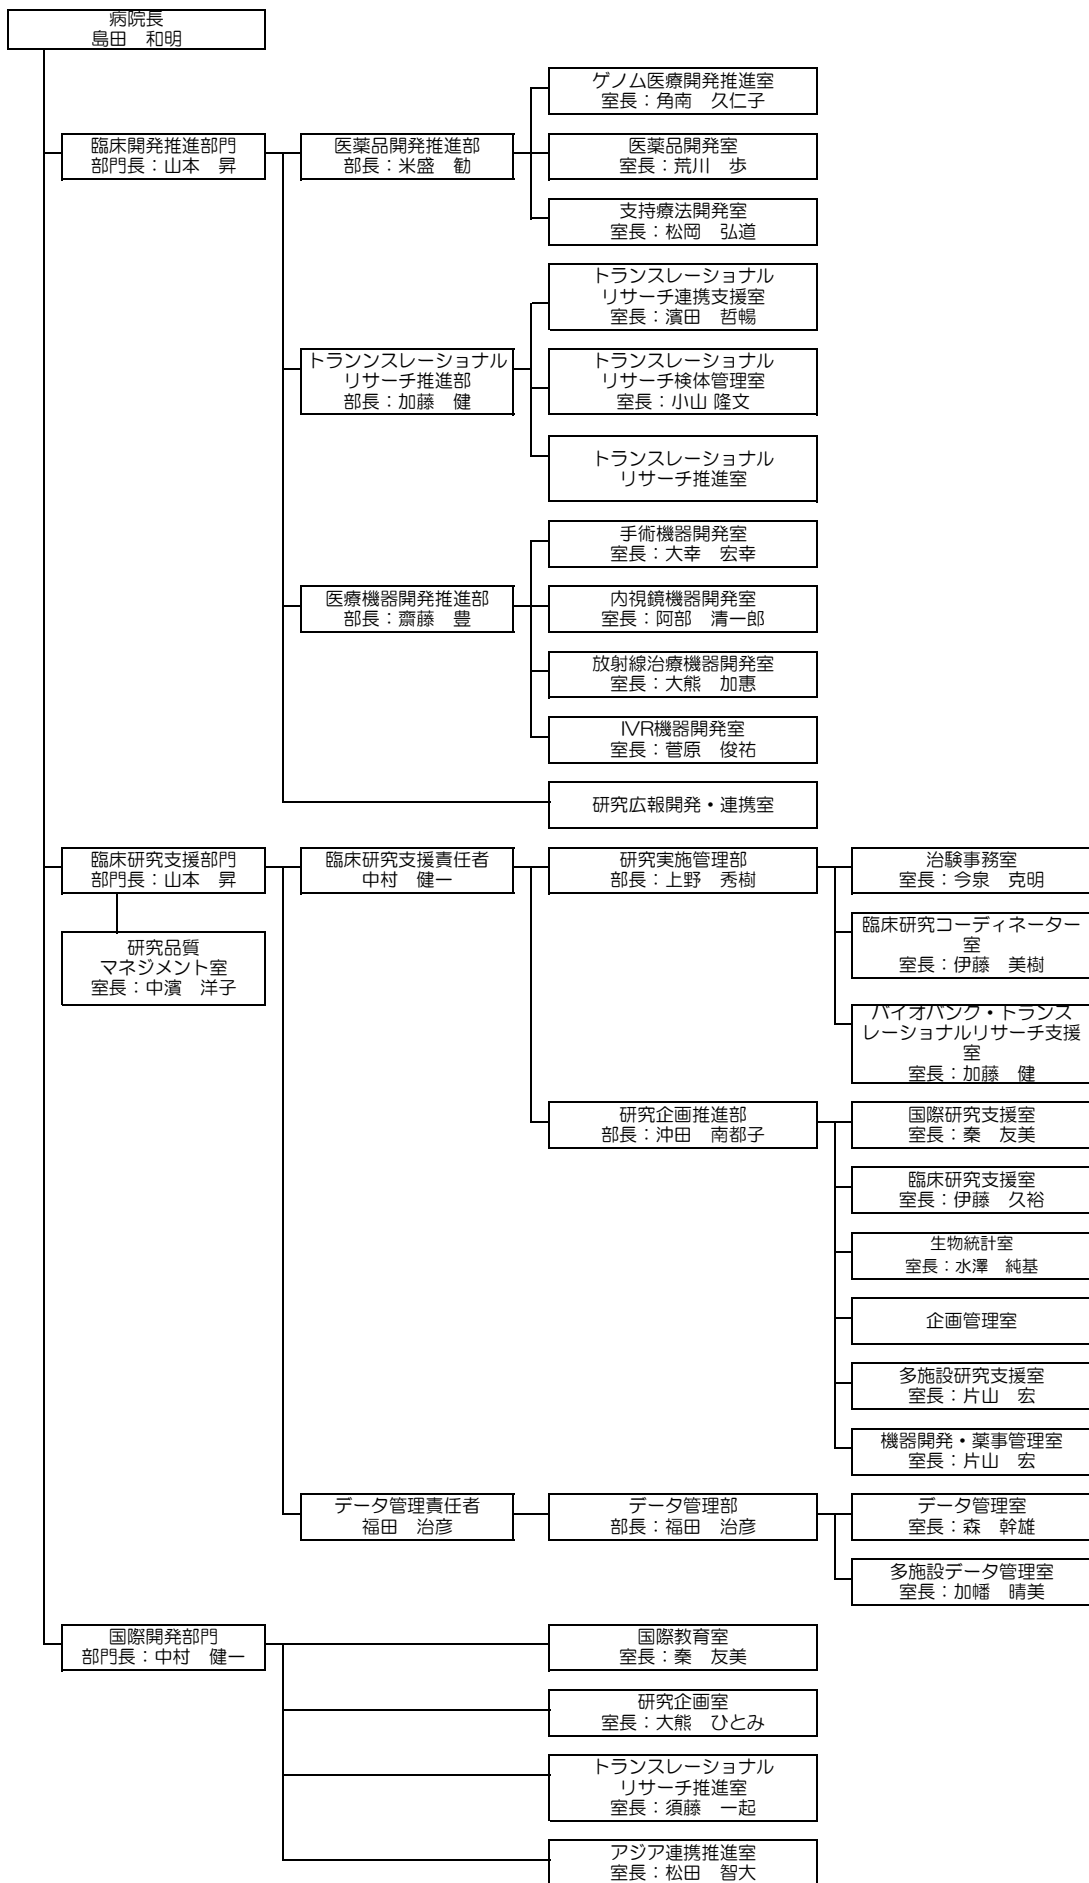 病院長
島田　和明
ゲノム医療開発推進室
室長：角南　久仁子
臨床開発推進部門
部門長：山本　昇
医薬品開発推進部
部長：米盛　勧
医薬品開発室
室長：荒川　歩
支持療法開発室
室長：松岡　弘道
トランスレーショナル
リサーチ連携支援室
室長：濱田　哲暢
トランンスレーショナル
リサーチ推進部
部長：加藤　健
トランスレーショナル
リサーチ検体管理室
室長：小山 隆文
トランスレーショナル
リサーチ推進室
手術機器開発室
室長：大幸　宏幸
医療機器開発推進部
部長：齋藤　豊
内視鏡機器開発室
室長：阿部　清一郎
放射線治療機器開発室
室長：大熊　加惠
IVR機器開発室
室長：菅原　俊祐
研究広報開発・連携室
臨床研究支援部門
部門長：山本　昇
臨床研究支援責任者
中村　健一
研究実施管理部
部長：上野　秀樹
治験事務室
室長：今泉　克明
研究品質
マネジメント室
室長：中濱　洋子
臨床研究コーディネーター
室
室長：伊藤　美樹
バイオバンク・トランス
レーショナルリサーチ支援
室
室長：加藤　健
研究企画推進部
部長：沖田　南都子
国際研究支援室
室長：秦　友美
臨床研究支援室
室長：伊藤　久裕
生物統計室
室長：水澤　純基
企画管理室
多施設研究支援室
室長：片山　宏
機器開発・薬事管理室
室長：片山　宏
データ管理責任者
福田　治彦
データ管理部
部長：福田　治彦
データ管理室
室長：森　幹雄
多施設データ管理室
室長：加幡　晴美
国際開発部門
部門長：中村　健一
国際教育室
室長：秦　友美
研究企画室
室長：大熊　ひとみ
トランスレーショナル
リサーチ推進室
室長：須藤　一起
アジア連携推進室
室長：松田　智大